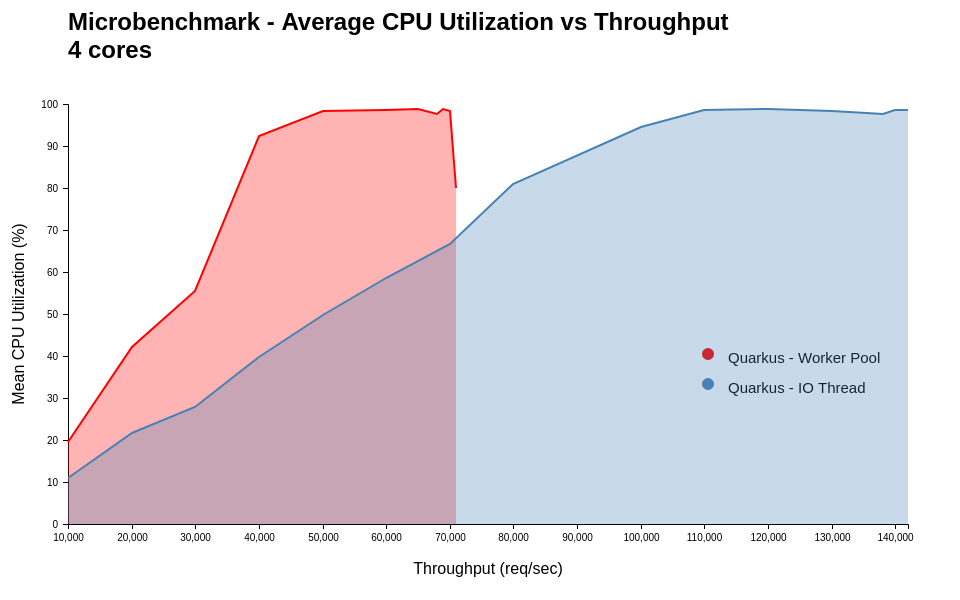 Microbenchmark - Average CPU Utilization vs Throughput
4 cores
Mean CPU Utilization (%)
100
90
80
70
60
50
40
30
20
10
0
Quarkus - Worker Pool
Quarkus - IO Thread
10,000 20,000 30,000 40,000 50,000 60,000 70,000 80,000 90,000 100,000 110,000 120,000 130,000 140,000
Throughput (req/sec)